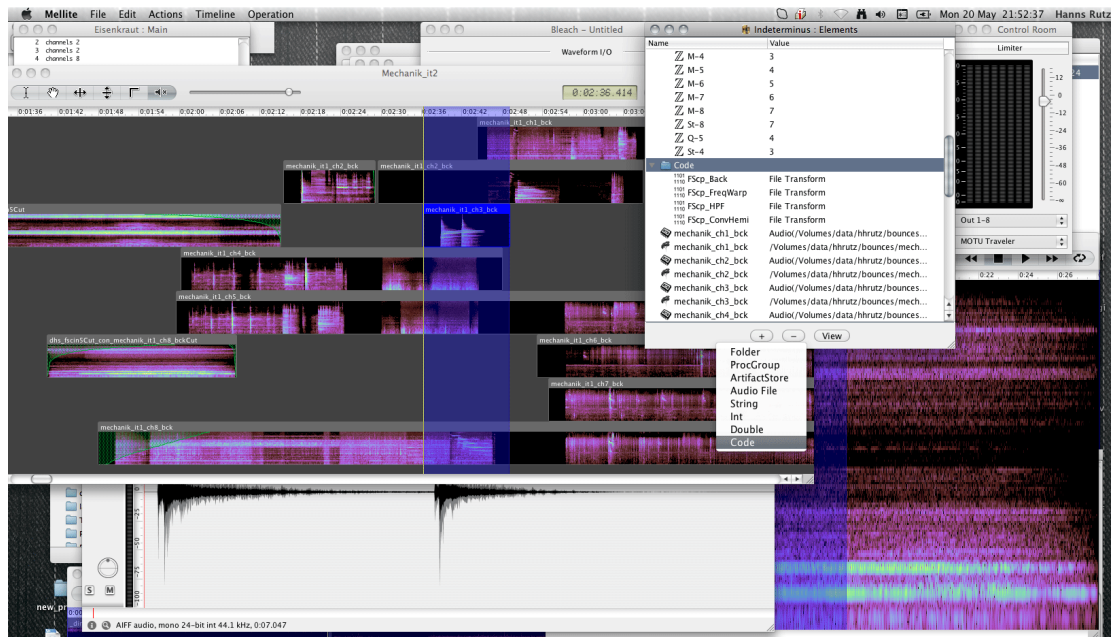 Mellite File Edit Actions Timeline Operation
Mon 20 May 21:52:37 Hanns Rutz
Eisenkraut : Main
2 channels 2
3 channels 2
4 channels 8
Bleach - Untitled
Waveform I/O
Indeterminus : Elements
Name Value
M-4 3
M-5 4
M-6 5
M-7 6
M-8 7
St-8 7
Q-5 4
St-4 3
Code
FScp_Back File Transform
FScp_FreqWarp File Transform
FScp_HPF File Transform
FScp_ConvHemi File Transform
mechanik_ch1_bck Audio(/Volumes/data/hhrutz/bounces...
mechanik_ch1_bck /Volumes/data/hhrutz/bounces/mech...
mechanik_ch2_bck Audio(/Volumes/data/hhrutz/bounces...
mechanik_ch2_bck /Volumes/data/hhrutz/bounces/mech...
mechanik_ch3_bck Audio(/Volumes/data/hhrutz/bounces...
mechanik_ch3_bck /Volumes/data/hhrutz/bounces/mech...
mechanik_ch4_bck Audio(/Volumes/data/hhrutz/bounces...
+ − View
Folder
ProcGroup
ArtifactStore
Audio File
String
Int
Double
Code
Control Room
Limiter
-12
0
-12
-24
-36
-48
-60
-∞
Out 1-8
MOTU Traveler
0:22 0:24 0:26
Mechanik_it2
0:02:36.414
0:01:36 0:01:42 0:01:48 0:01:54 0:02:00 0:02:06 0:02:12 0:02:18 0:02:24 0:02:30 0:02:36 0:02:42 0:02:48 0:02:54 0:03:00
mechanik_it1_ch1_bck
mechanik_it1_ch2_bck mechanik_it1_ch2_bck
mechanik_it1_ch3_bck
mechanik_it1_ch4_bck
mechanik_it1_ch5_bck
dhs_fscin5Cut_con_mechanik_it1_ch8_bckCut
mechanik_it1_ch6_bck
mechanik_it1_ch7_bck
mechanik_it1_ch8_bck
-25
-50
-75
-100
S M
AIFF audio, mono 24-bit int 44.1 kHz, 0:07.047